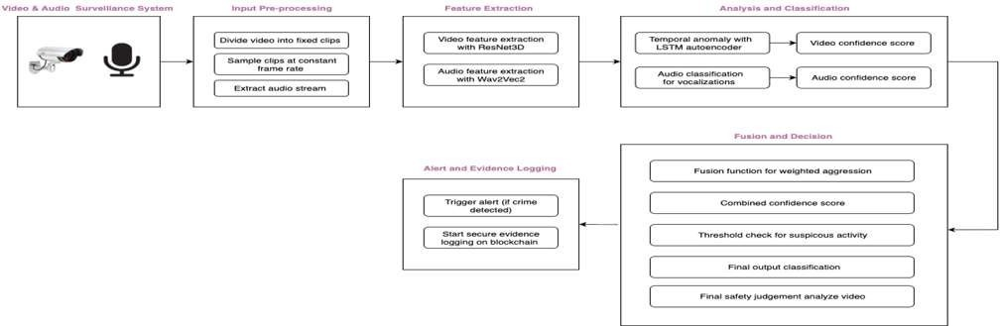 Video & Audio Surveillance System
Input Pre-processing
Divide video into fixed clips
Sample clips at constant
frame rate
Extract audio stream
Feature Extraction
Video feature extraction
with ResNet3D
Audio feature extraction
with Wav2Vec2
Analysis and Classification
Temporal anomaly with
LSTM autoencoder
Video confidence score
Audio classification
for vocalizations
Audio confidence score
Fusion and Decision
Fusion function for weighted aggression
Combined confidence score
Threshold check for suspicous activity
Final output classification
Final safety judgement analyze video
Alert and Evidence Logging
Trigger alert (if crime
detected)
Start secure evidence
logging on blockchain